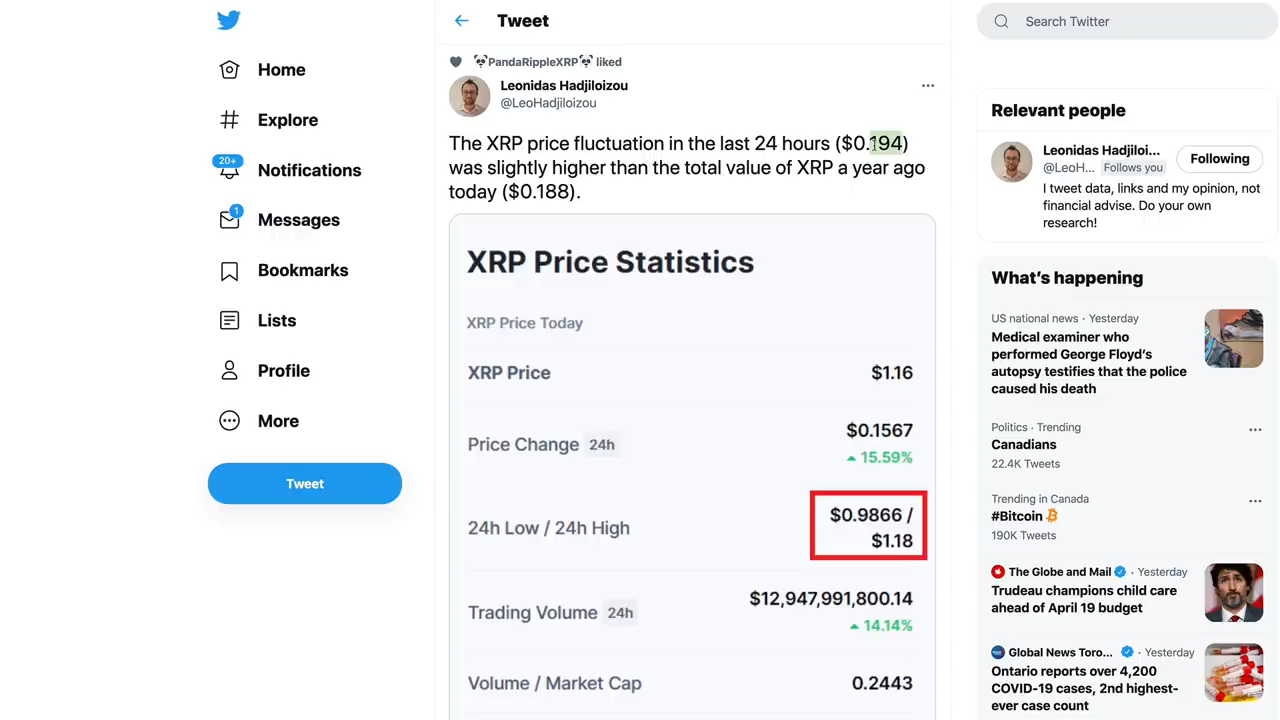 Home
Explore
20+
Notifications
1
Messages
Bookmarks
Lists
Profile
More
Tweet
Tweet
🐼PandaRippleXRP🐼 liked
Leonidas Hadjiloizou
@LeoHadjiloizou
The XRP price fluctuation in the last 24 hours ($0.194)
was slightly higher than the total value of XRP a year ago
today ($0.188).
XRP Price Statistics
XRP Price Today
XRP Price $1.16
Price Change 24h $0.1567
15.59%
24h Low / 24h High $0.9866 /
$1.18
Trading Volume 24h $12,947,991,800.14
14.14%
Volume / Market Cap 0.2443
Search Twitter
Relevant people
Leonidas Hadjiloi...
@LeoH... Follows you
Following
I tweet data, links and my opinion, not
financial advise. Do your own
research!
What's happening
US national news · Yesterday
Medical examiner who
performed George Floyd's
autopsy testifies that the police
caused his death
Politics · Trending
Canadians
22.4K Tweets
Trending in Canada
#Bitcoin
190K Tweets
The Globe and Mail · Yesterday
Trudeau champions child care
ahead of April 19 budget
Global News Toro... · Yesterday
Ontario reports over 4,200
COVID-19 cases, 2nd highest-
ever case count